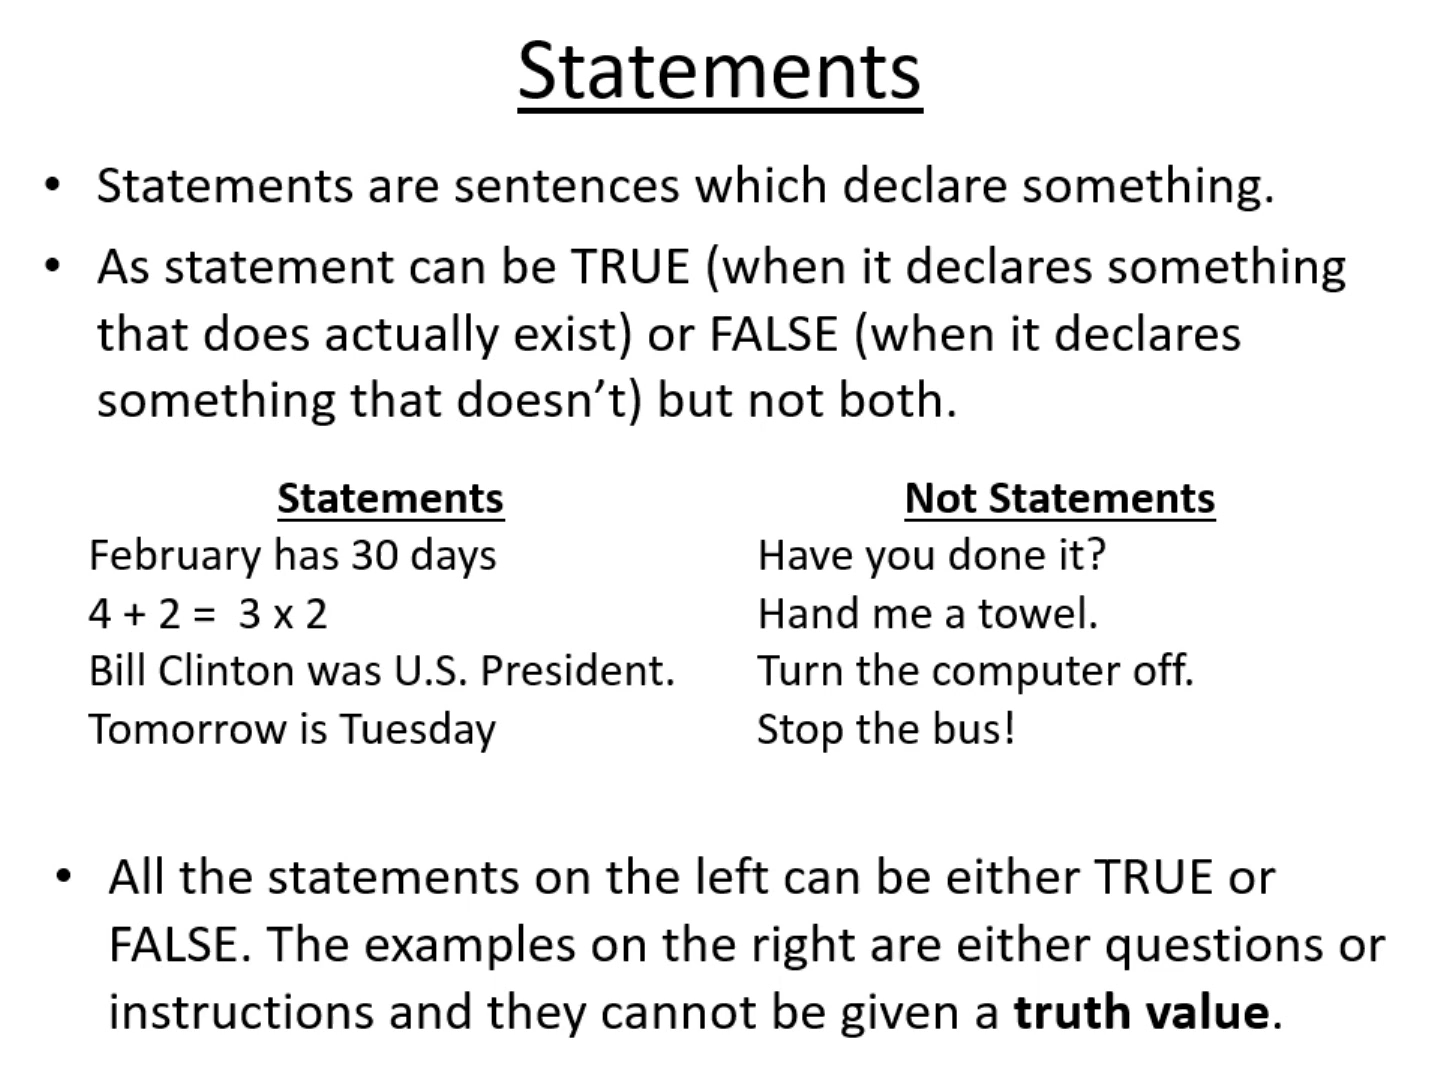 Statements
• Statements are sentences which declare something.
• As statement can be TRUE (when it declares something
that does actually exist) or FALSE (when it declares
something that doesn’t) but not both.
Statements
February has 30 days
4 + 2 =  3 x 2
Bill Clinton was U.S. President.
Tomorrow is Tuesday
Not Statements
Have you done it?
Hand me a towel.
Turn the computer off.
Stop the bus!
• All the statements on the left can be either TRUE or
FALSE. The examples on the right are either questions or
instructions and they cannot be given a truth value.